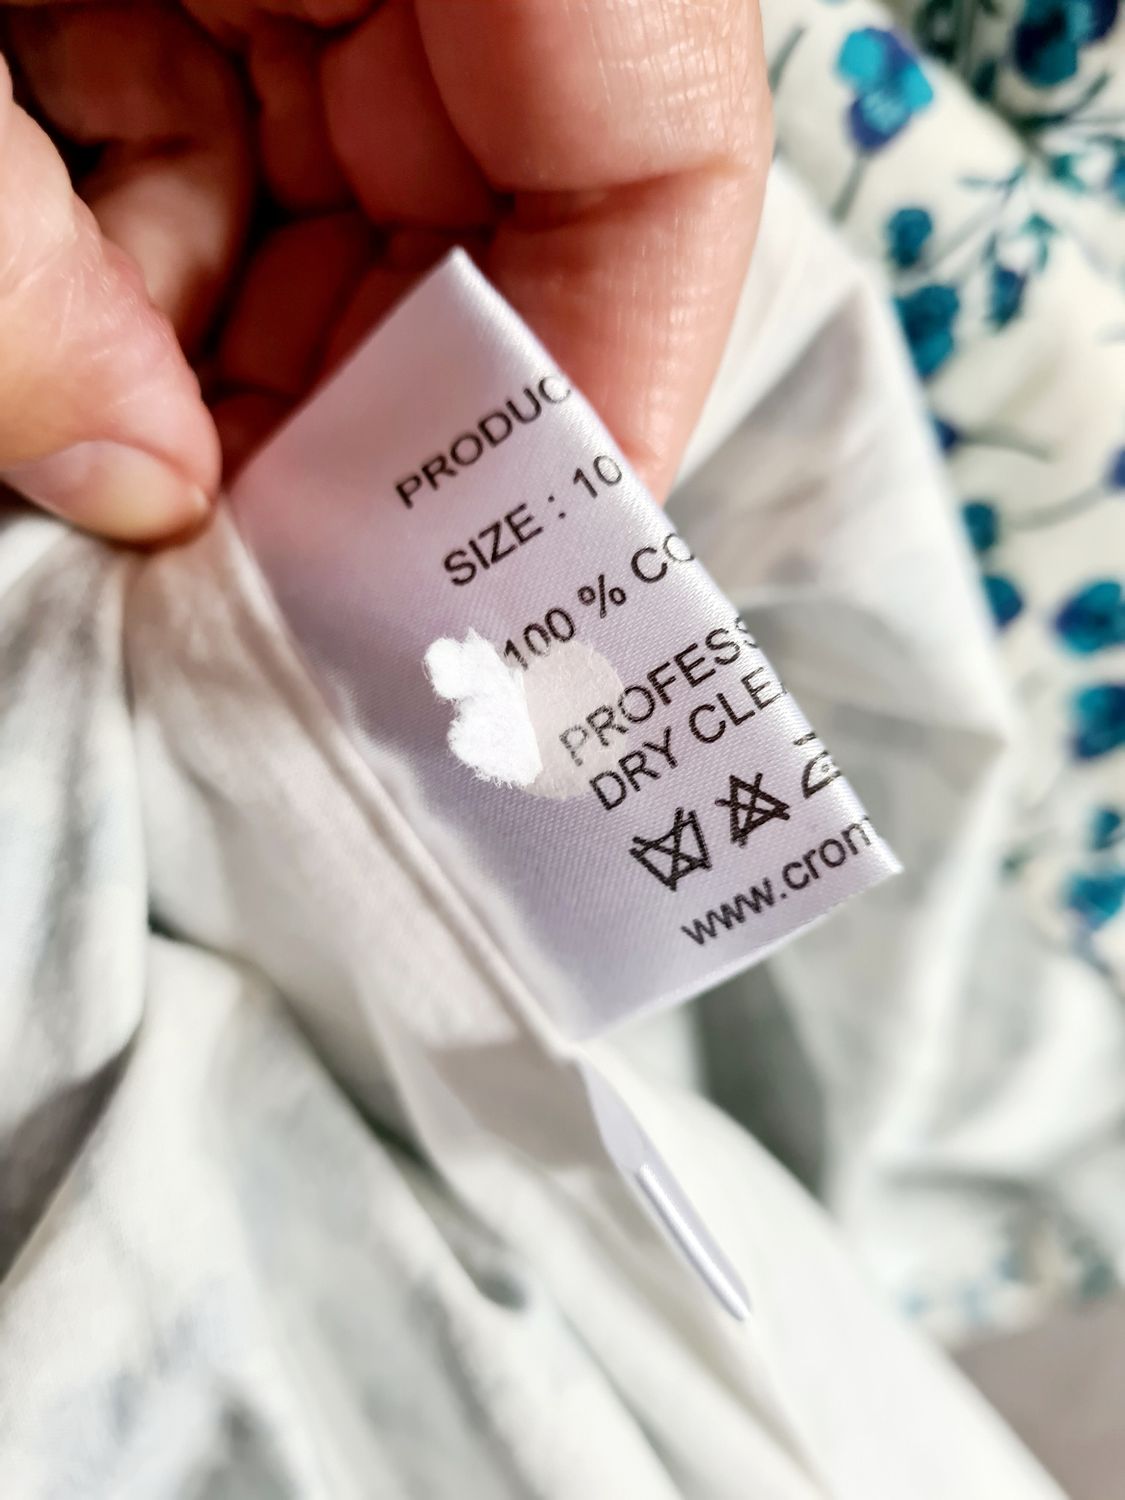 PRODUC
SIZE : 10
100 % CO
PROFESS
DRY CLE
www.cron